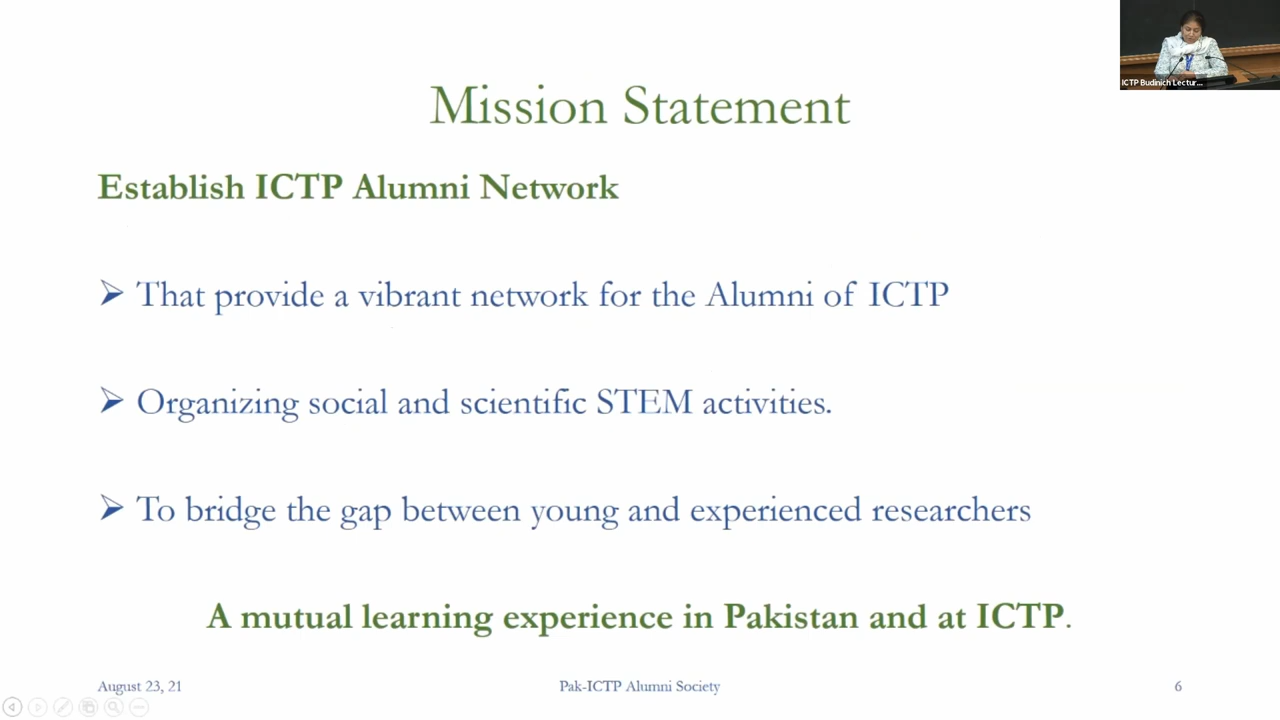 ICTP Budinich Lectur...
Mission Statement
Establish ICTP Alumni Network
➢ That provide a vibrant network for the Alumni of ICTP
➢ Organizing social and scientific STEM activities.
➢ To bridge the gap between young and experienced researchers
A mutual learning experience in Pakistan and at ICTP.
August 23, 21
Pak-ICTP Alumni Society
6